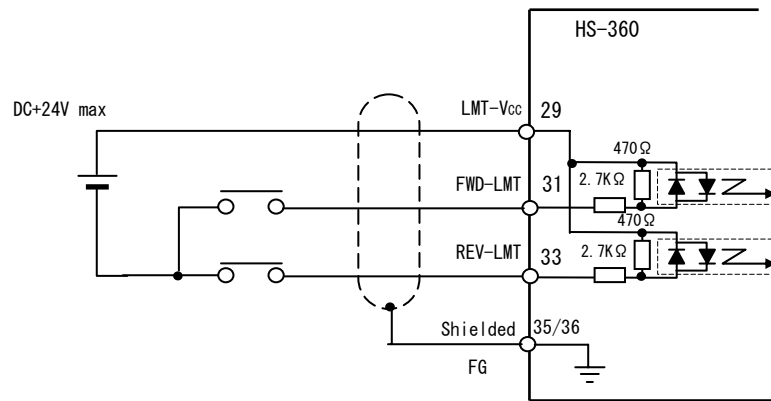 HS-360
DC+24V max
LMT-Vcc 29
470Ω
FWD-LMT 31 2.7KΩ
470Ω
REV-LMT 33 2.7KΩ
Shielded 35/36
FG